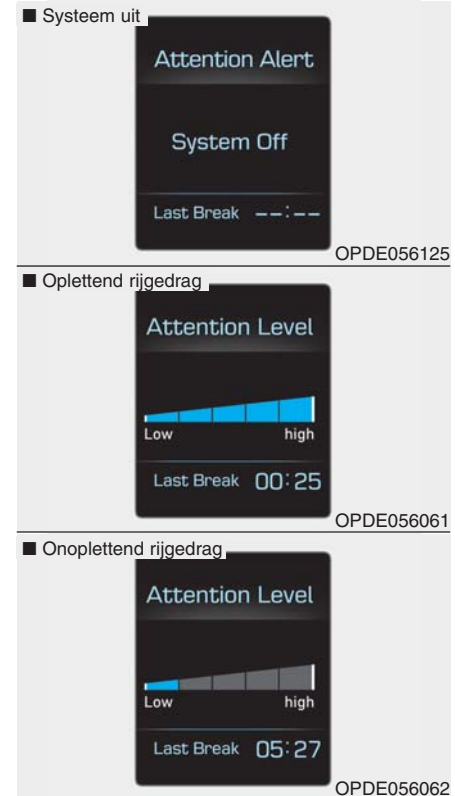 ■ Systeem uit
Attention Alert
System Off
Last Break --:--
OPDE056125
■ Oplettend rijgedrag
Attention Level
Low high
Last Break 00:25
OPDE056061
■ Onoplettend rijgedrag
Attention Level
Low high
Last Break 05:27
OPDE056062